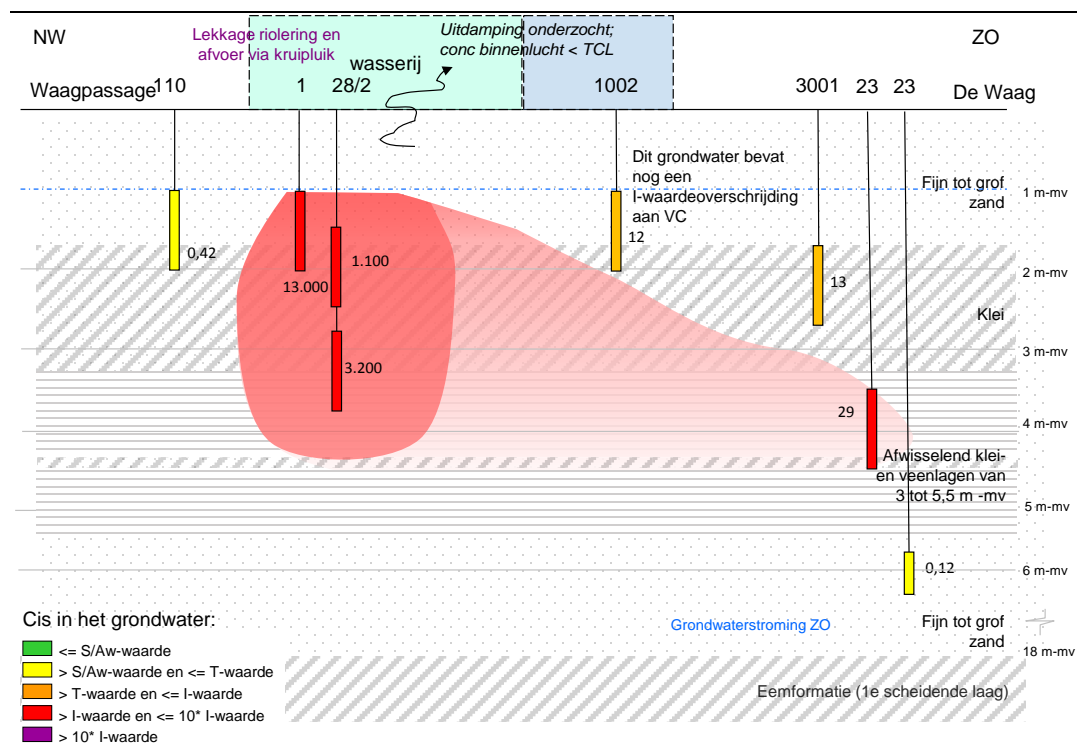 NW
Lekkage riolering en
afvoer via kruipluik
Uitdamping onderzocht;
conc binnenlucht < TCL
ZO
wasserij
Waagpassage
110
1
28/2
1002
3001
23
23
De Waag
Dit grondwater bevat
nog een
I-waardeoverschrijding
aan VC
Fijn tot grof
zand
1 m-mv
0,42
12
1.100
13.000
13
2 m-mv
Klei
3 m-mv
3.200
29
4 m-mv
Afwisselend klei-
en veenlagen van
3 tot 5,5 m -mv
5 m-mv
0,12
6 m-mv
Cis in het grondwater:
<= S/Aw-waarde
> S/Aw-waarde en <= T-waarde
> T-waarde en <= I-waarde
> I-waarde en <= 10* I-waarde
> 10* I-waarde
Grondwaterstroming ZO
Fijn tot grof
zand
18 m-mv
Eemformatie (1e scheidende laag)